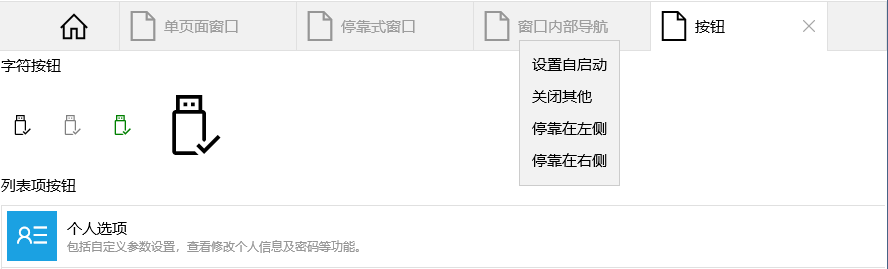 单页面窗口
停靠式窗口
窗口内部导航
按钮
字符按钮
设置自启动
关闭其他
停靠在左侧
停靠在右侧
列表项按钮
个人选项
包括自定义参数设置，查看修改个人信息及密码等功能。